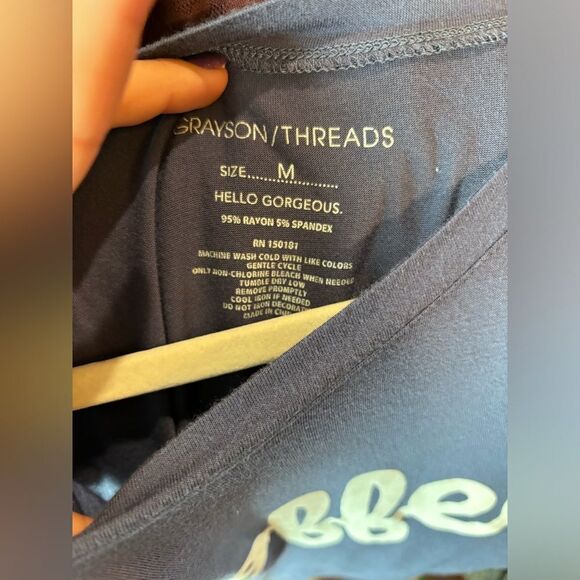 GRAYSON/THREADS
SIZE........M............
HELLO GORGEOUS.
95% RAYON 5% SPANDEX
RN 150181
MACHINE WASH COLD WITH LIKE COLORS
GENTLE CYCLE
ONLY NON-CHLORINE BLEACH WHEN NEEDED
TUMBLE DRY LOW
REMOVE PROMPTLY
COOL IRON IF NEEDED
DO NOT IRON DECORATI
MADE IN CHIN